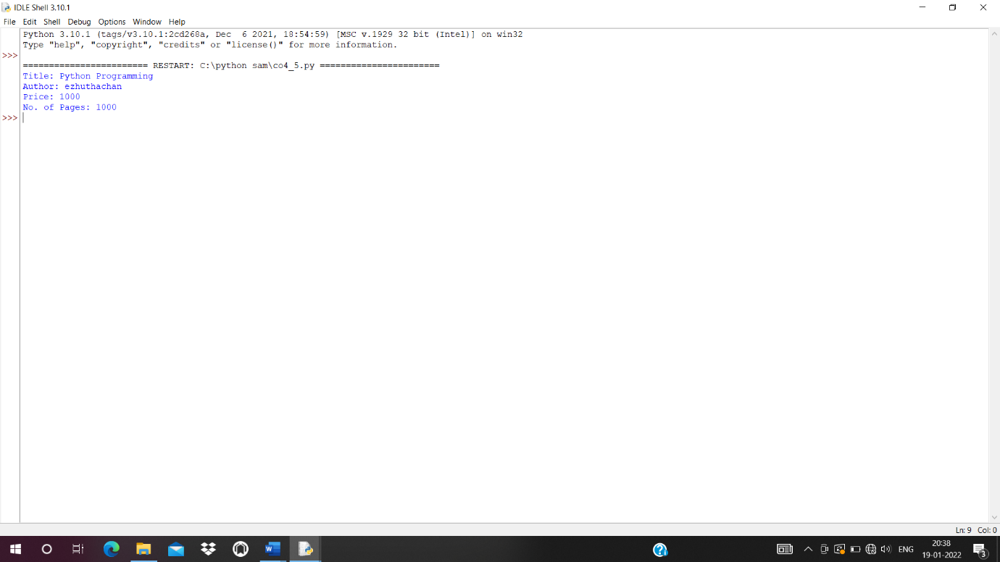 IDLE Shell 3.10.1
File Edit Shell Debug Options Window Help
Python 3.10.1 (tags/v3.10.1:2cd268a, Dec  6 2021, 18:54:59) [MSC v.1929 32 bit (Intel)] on win32
Type "help", "copyright", "credits" or "license()" for more information.
>>>
======================== RESTART: C:\python sam\co4_5.py =======================
Title: Python Programming
Author: ezhuthachan
Price: 1000
No. of Pages: 1000
>>>
Ln: 9 Col: 0
ENG
20:38
19-01-2022
3